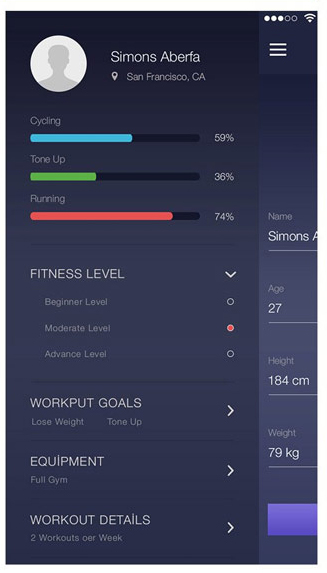 Simons Aberfa
San Francisco, CA
Cycling
59%
Tone Up
36%
Running
74%
FITNESS LEVEL
Beginner Level
Moderate Level
Advance Level
WORKPUT GOALS
Lose Weight Tone Up
EQUİPMENT
Full Gym
WORKOUT DETAİLS
2 Workouts oer Week
Name
Simons A
Age
27
Height
184 cm
Weight
79 kg